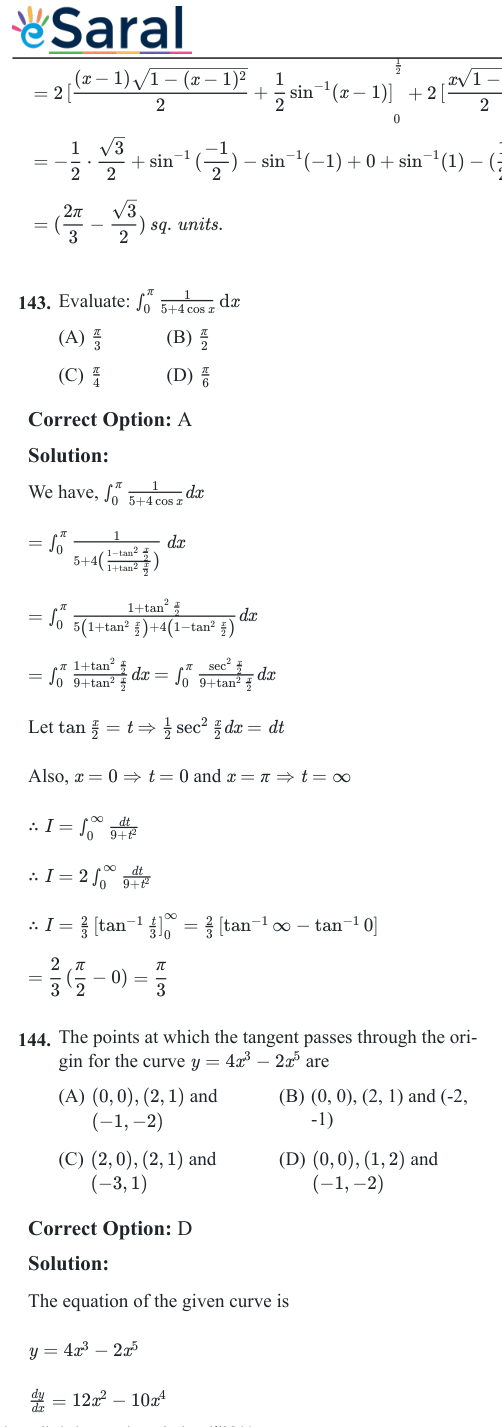 eSaral
= 2 [ (x − 1)√(1 − (x − 1)²) / 2 + 1/2 sin⁻¹(x − 1)]₀^(1/2) + 2 [ x√1 − / 2
= − 1/2 · √3/2 + sin⁻¹ (−1/2) − sin⁻¹(−1) + 0 + sin⁻¹(1) − (
= (2π/3 − √3/2) sq. units.
143. Evaluate: ∫₀^π 1/(5+4 cos x) dx
(A) π/3 (B) π/2
(C) π/4 (D) π/6
Correct Option: A
Solution:
We have, ∫₀^π 1/(5+4 cos x) dx
= ∫₀^π 1/(5+4((1−tan² x/2)/(1+tan² x/2))) dx
= ∫₀^π (1+tan² x/2)/(5(1+tan² x/2)+4(1−tan² x/2)) dx
= ∫₀^π (1+tan² x/2)/(9+tan² x/2) dx = ∫₀^π (sec² x/2)/(9+tan² x/2) dx
Let tan x/2 = t ⇒ 1/2 sec² x/2 dx = dt
Also, x = 0 ⇒ t = 0 and x = π ⇒ t = ∞
∴ I = ∫₀^∞ dt/(9+t²)
∴ I = 2 ∫₀^∞ dt/(9+t²)
∴ I = 2/3 [tan⁻¹ t/3]₀^∞ = 2/3 [tan⁻¹ ∞ − tan⁻¹ 0]
= 2/3 (π/2 − 0) = π/3
144. The points at which the tangent passes through the ori-
gin for the curve y = 4x³ − 2x⁵ are
(A) (0, 0), (2, 1) and (B) (0, 0), (2, 1) and (-2,
(−1, −2) -1)
(C) (2, 0), (2, 1) and (D) (0, 0), (1, 2) and
(−3, 1) (−1, −2)
Correct Option: D
Solution:
The equation of the given curve is
y = 4x³ − 2x⁵
dy/dx = 12x² − 10x⁴